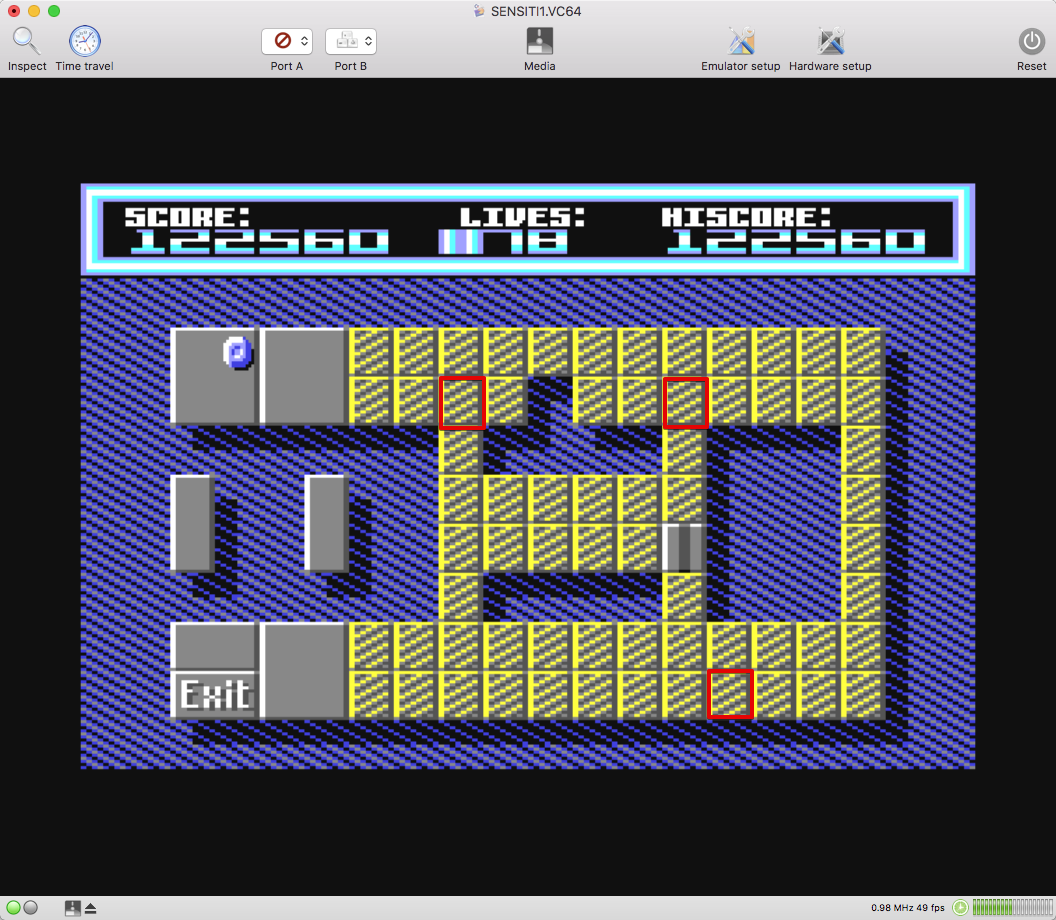 SENSITI1.VC64
Inspect Time travel Port A Port B Media Emulator setup Hardware setup Reset
SCORE: LIVES: HISCORE:
122560 78 122560
Exit
0.98 MHz 49 fps